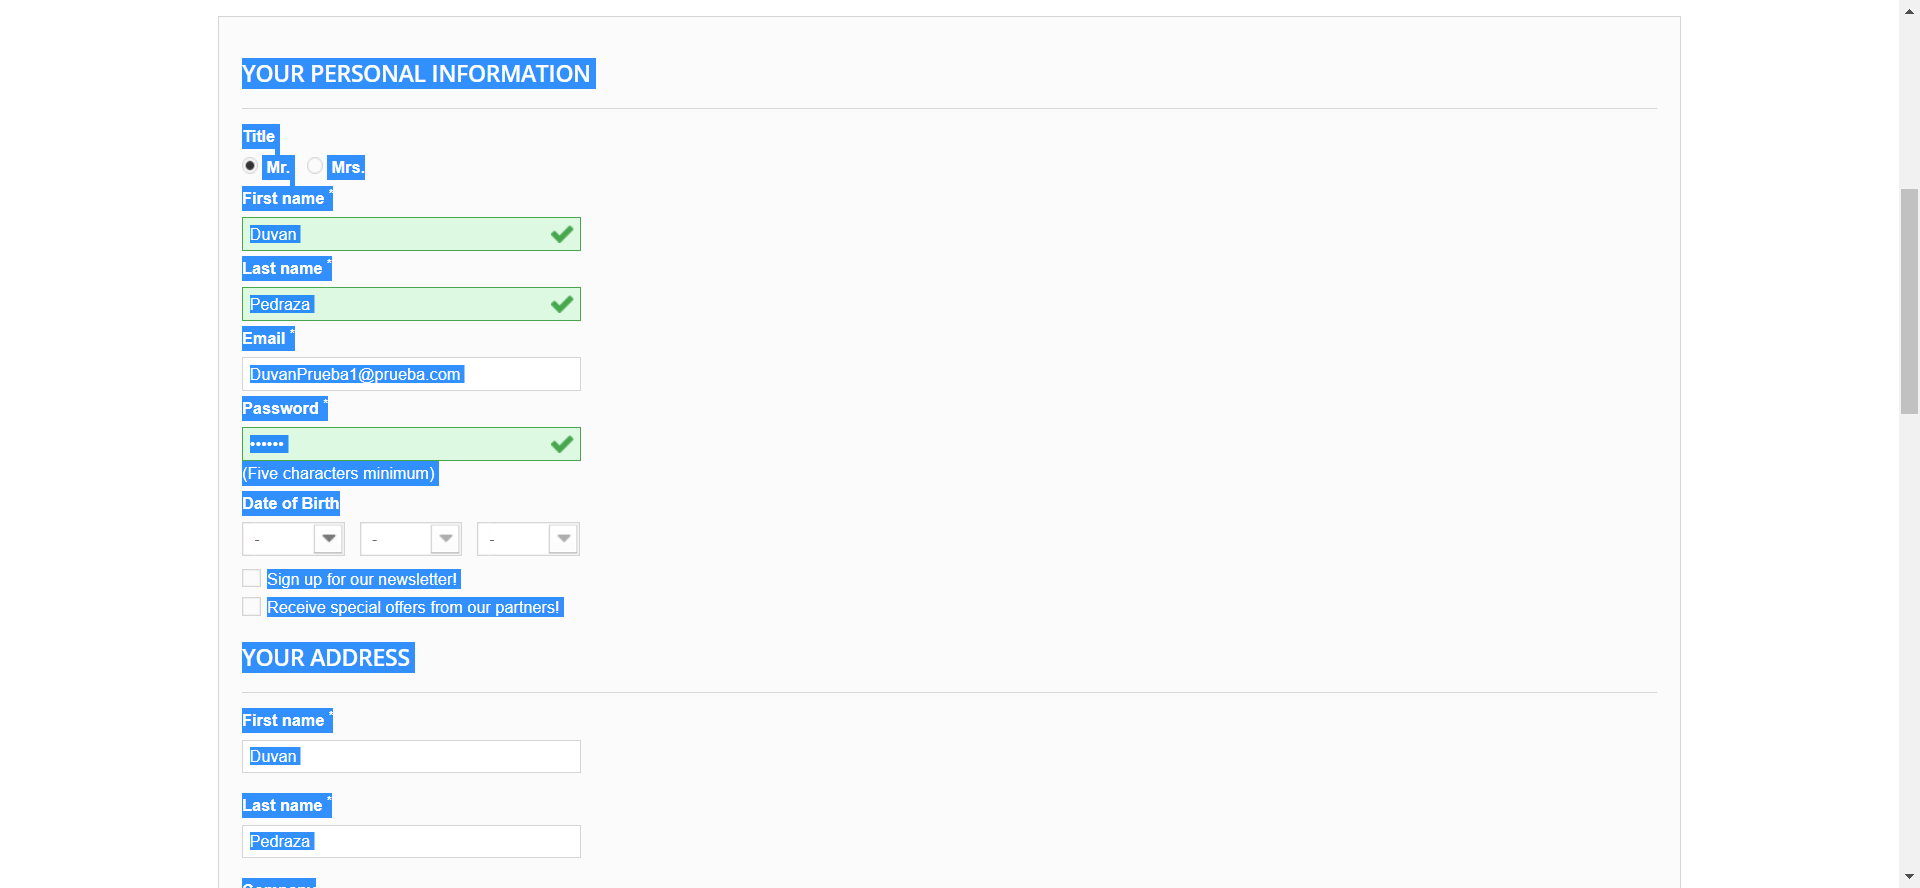 YOUR PERSONAL INFORMATION
Title
Mr. Mrs.
First name *
Duvan
Last name *
Pedraza
Email *
DuvanPrueba1@prueba.com
Password *
••••••
(Five characters minimum)
Date of Birth
- - -
Sign up for our newsletter!
Receive special offers from our partners!
YOUR ADDRESS
First name *
Duvan
Last name *
Pedraza